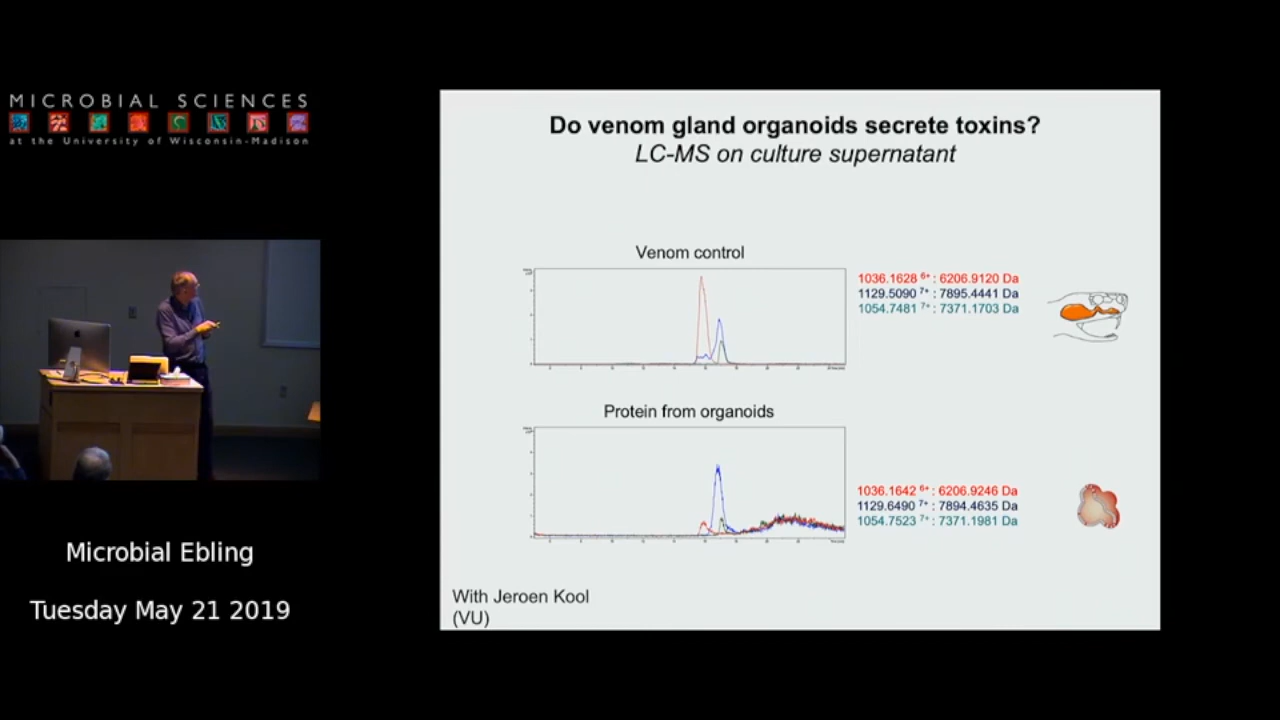 MICROBIAL SCIENCES
at the University of Wisconsin-Madison
Microbial Ebling
Tuesday May 21 2019
Do venom gland organoids secrete toxins?
LC-MS on culture supernatant
Venom control
1036.1628 6+ : 6206.9120 Da
1129.5090 7+ : 7895.4441 Da
1054.7481 7+ : 7371.1703 Da
Protein from organoids
1036.1642 6+ : 6206.9246 Da
1129.6490 7+ : 7894.4635 Da
1054.7523 7+ : 7371.1981 Da
With Jeroen Kool
(VU)